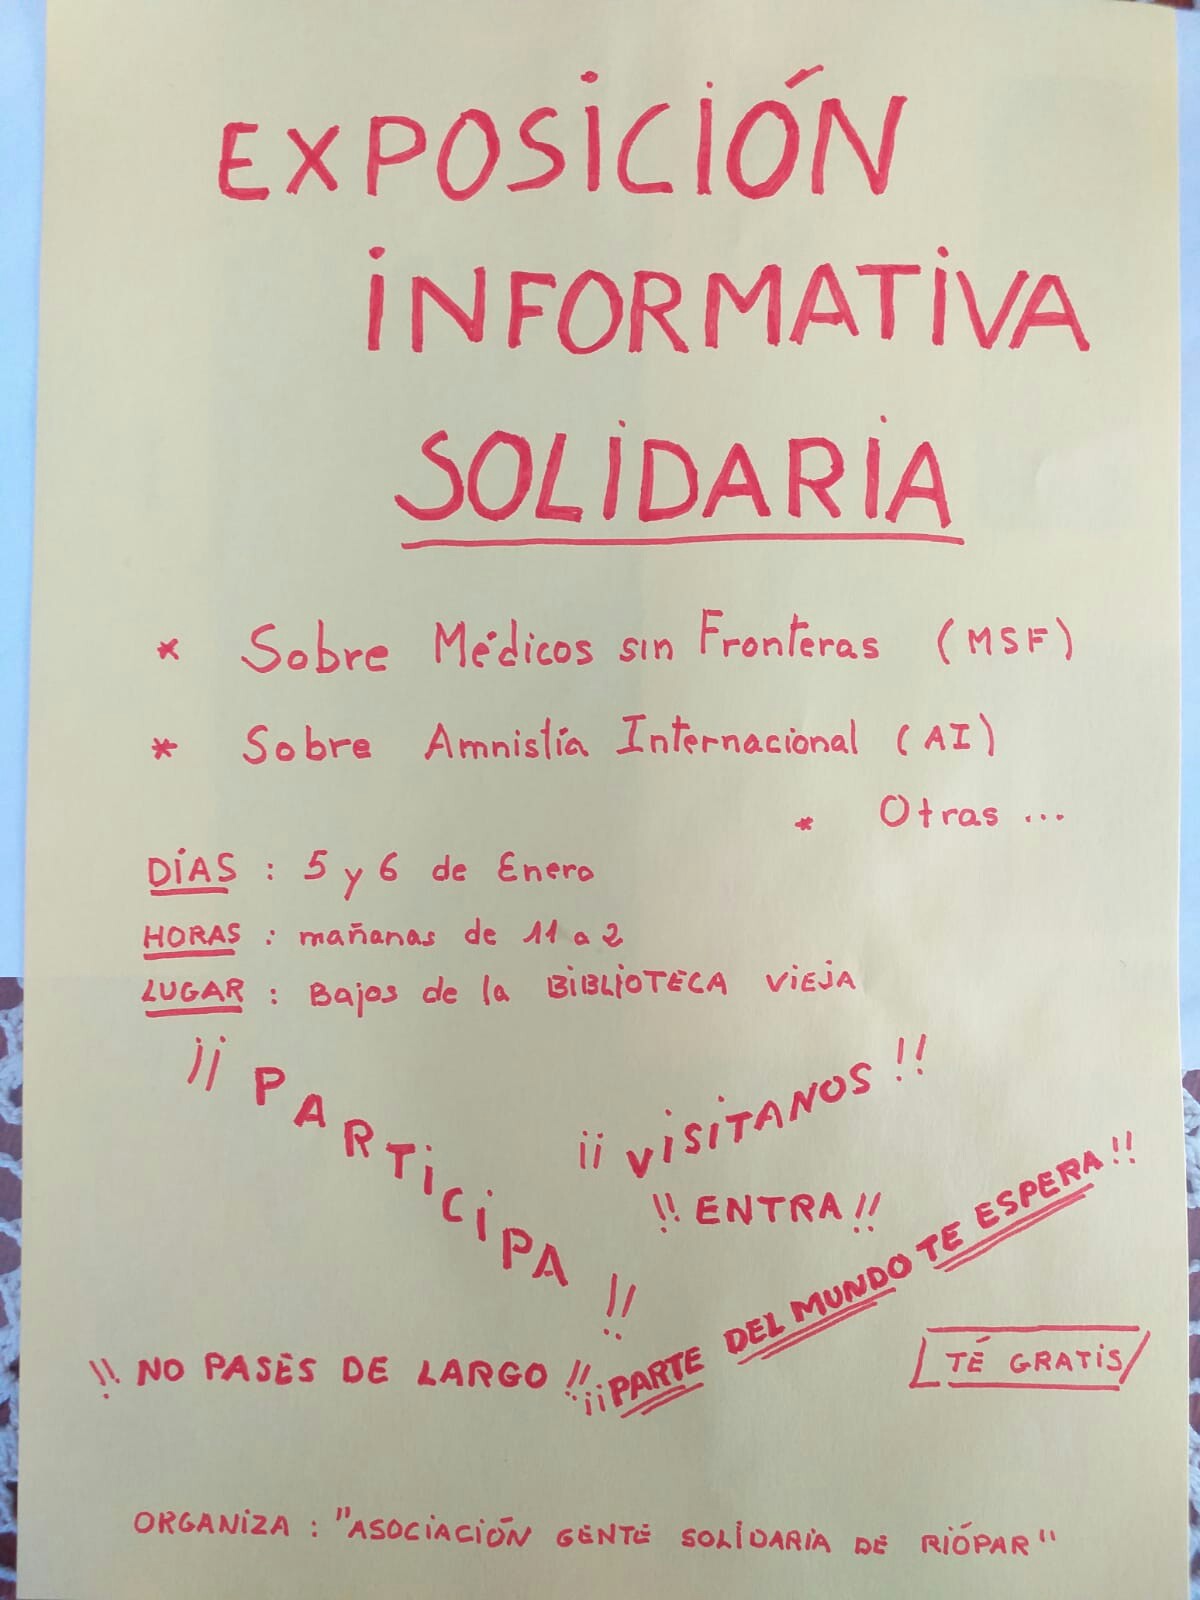 EXPOSICIÓN
INFORMATIVA
SOLIDARIA
* Sobre Médicos sin Fronteras (MSF)
* Sobre Amnistía Internacional (AI)
* Otras ...
DÍAS : 5 y 6 de Enero
HORAS : mañanas de 11 a 2
LUGAR : Bajos de la BIBLIOTECA VIEJA
¡¡ PARTICIPA !!
¡¡ VISITANOS !!
!! ENTRA !!
!! NO PASES DE LARGO !!
¡¡ PARTE DEL MUNDO TE ESPERA !!
TÉ GRATIS
ORGANIZA : "ASOCIACIÓN GENTE SOLIDARIA DE RIÓPAR"